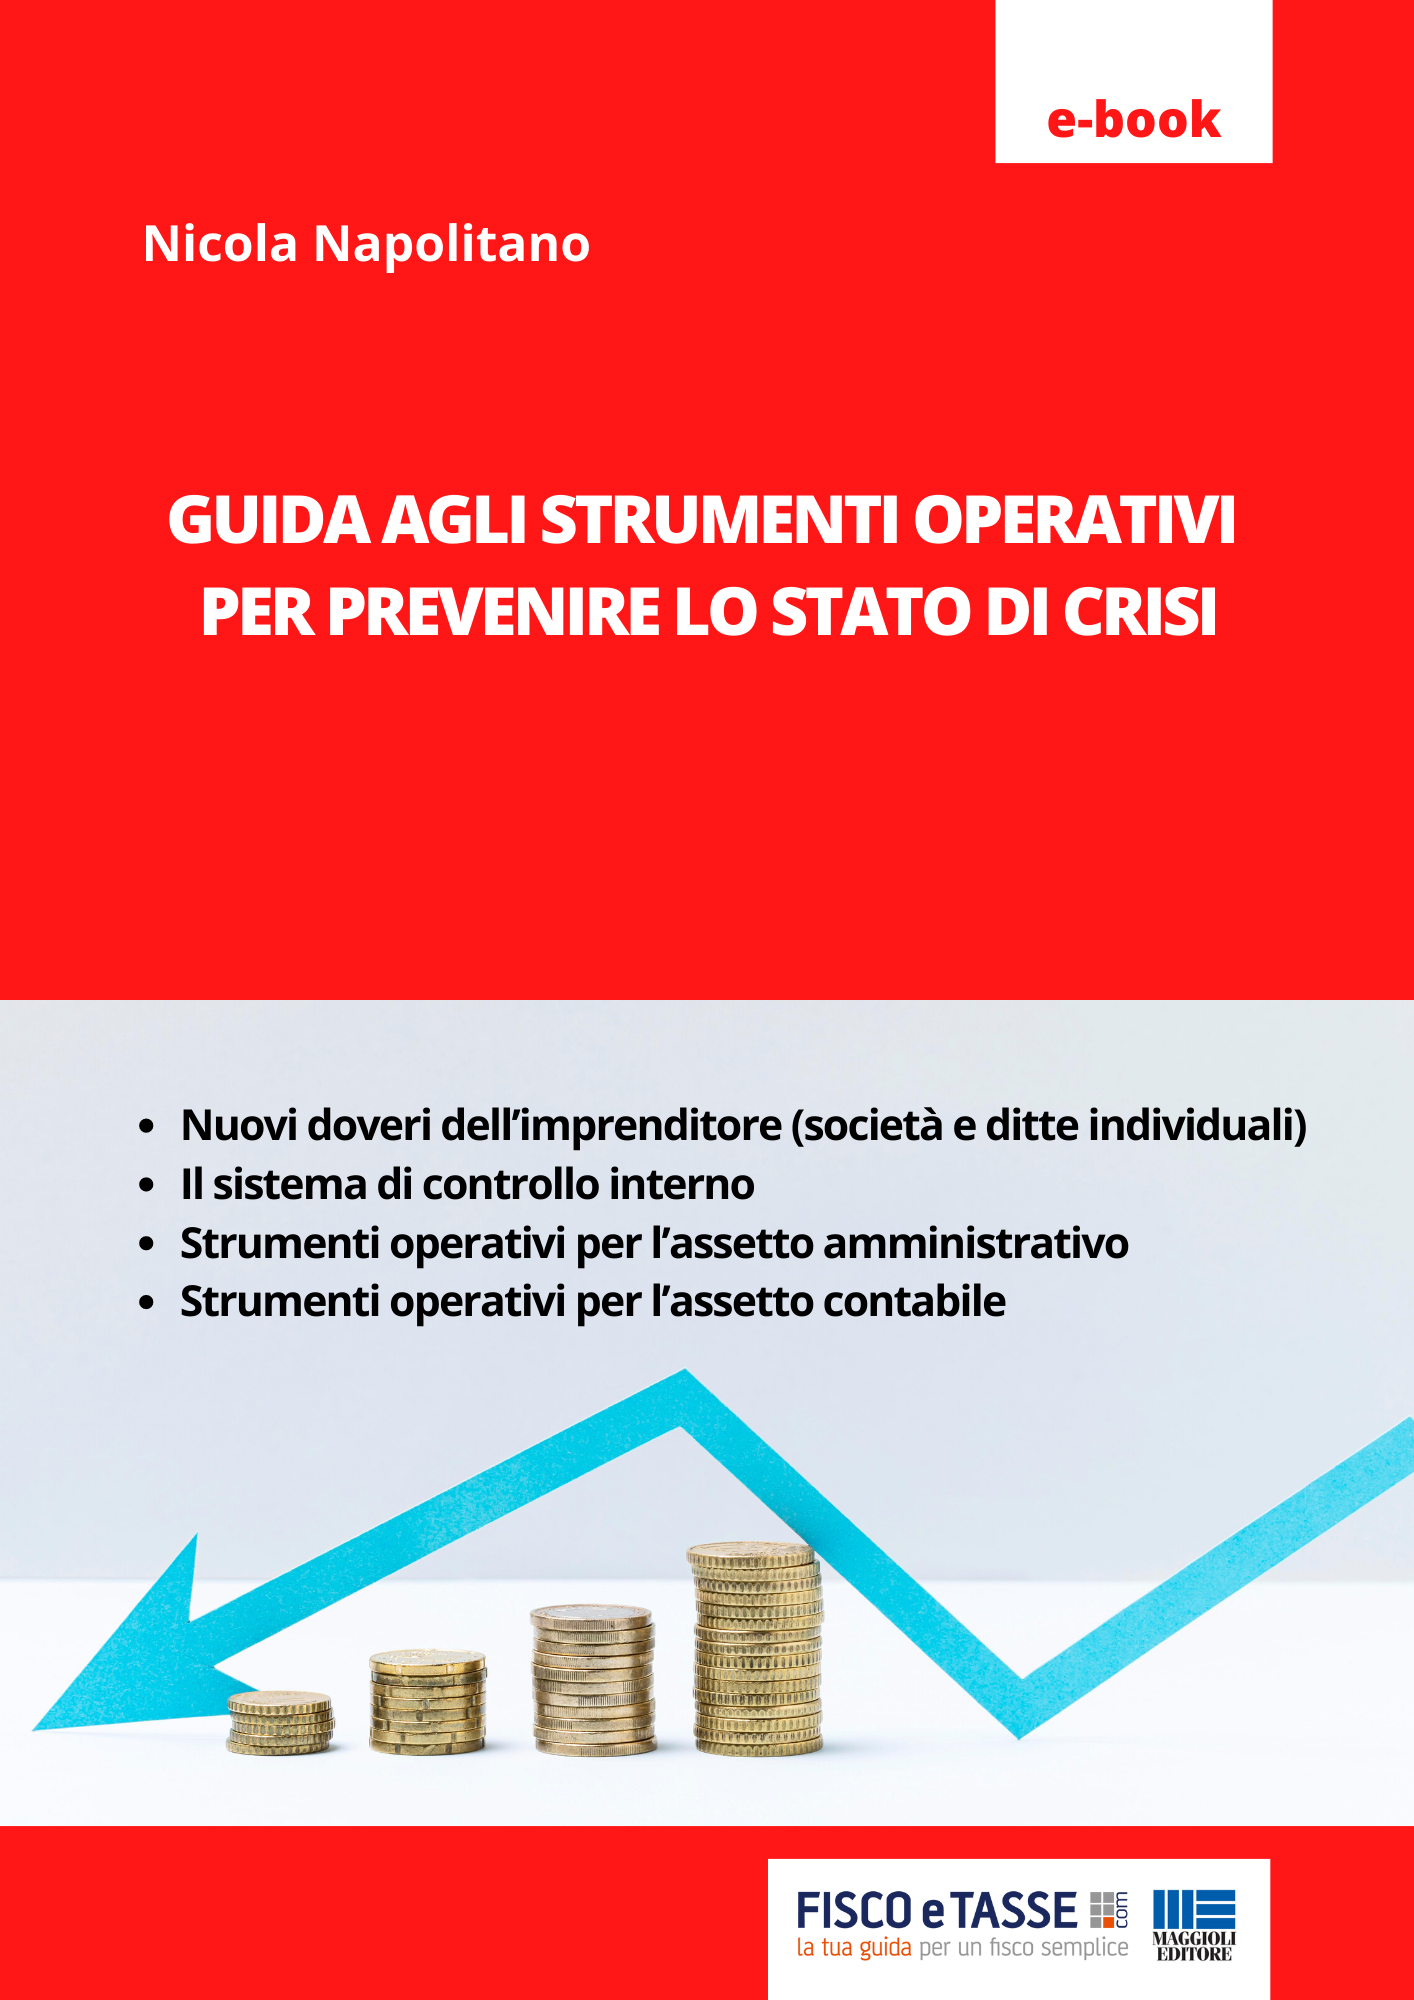 e-book
Nicola Napolitano
GUIDA AGLI STRUMENTI OPERATIVI
PER PREVENIRE LO STATO DI CRISI
• Nuovi doveri dell’imprenditore (società e ditte individuali)
• Il sistema di controllo interno
• Strumenti operativi per l’assetto amministrativo
• Strumenti operativi per l’assetto contabile
FISCO e TASSE .com
la tua guida per un fisco semplice
MAGGIOLI
EDITORE